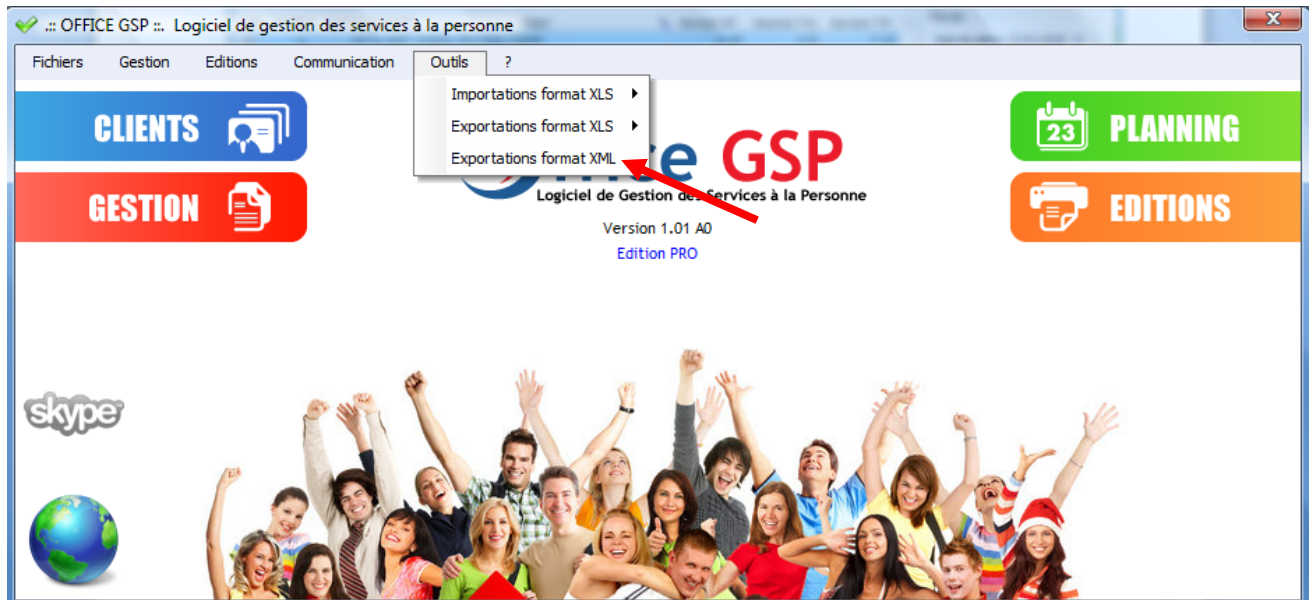 .:: OFFICE GSP ::. Logiciel de gestion des services à la personne
Fichiers Gestion Editions Communication Outils ?
Importations format XLS
Exportations format XLS
Exportations format XML
CLIENTS
GESTION
GSP
Logiciel de Gestion des Services à la Personne
Version 1.01 A0
Edition PRO
23 PLANNING
EDITIONS
skype